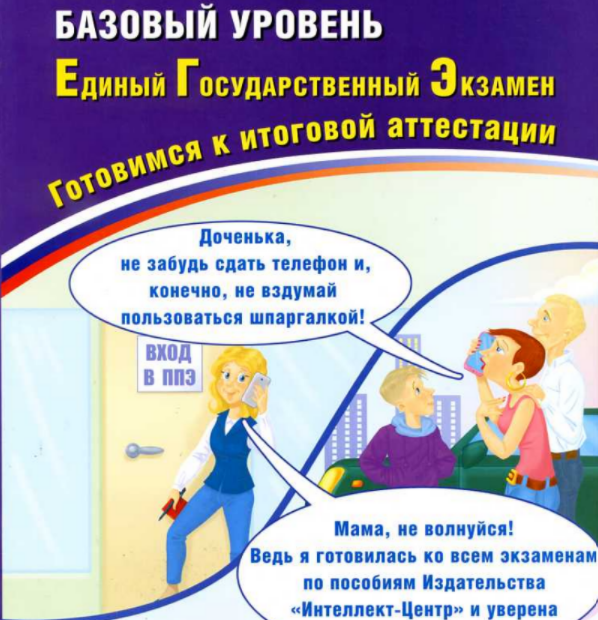 БАЗОВЫЙ УРОВЕНЬ
ЕДИНЫЙ ГОСУДАРСТВЕННЫЙ ЭКЗАМЕН
Готовимся к итоговой аттестации
Доченька,
не забудь сдать телефон и,
конечно, не вздумай
пользоваться шпаргалкой!
ВХОД
В ППЭ
Мама, не волнуйся!
Ведь я готовилась ко всем экзаменам
по пособиям Издательства
«Интеллект-Центр» и уверена